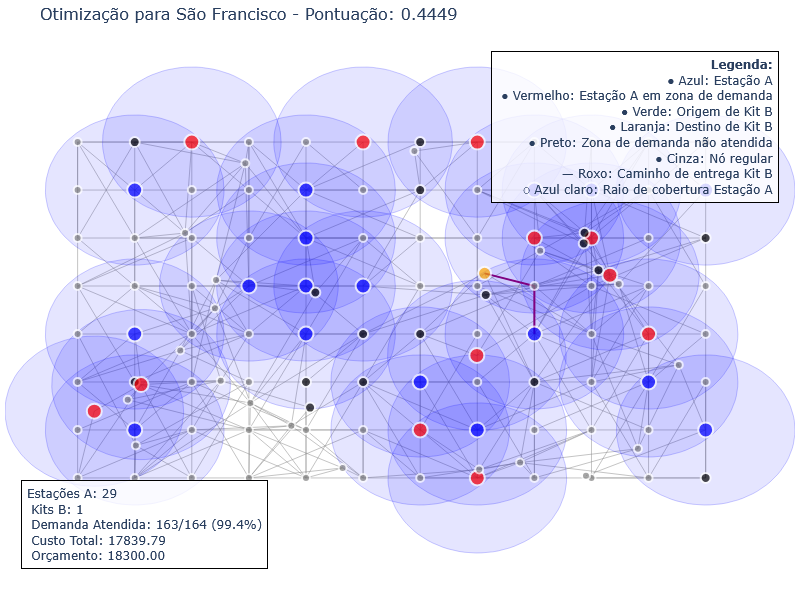 Otimização para São Francisco - Pontuação: 0.4449
Legenda:
● Azul: Estação A
● Vermelho: Estação A em zona de demanda
● Verde: Origem de Kit B
● Laranja: Destino de Kit B
● Preto: Zona de demanda não atendida
● Cinza: Nó regular
— Roxo: Caminho de entrega Kit B
○ Azul claro: Raio de cobertura Estação A
Estações A: 29
Kits B: 1
Demanda Atendida: 163/164 (99.4%)
Custo Total: 17839.79
Orçamento: 18300.00